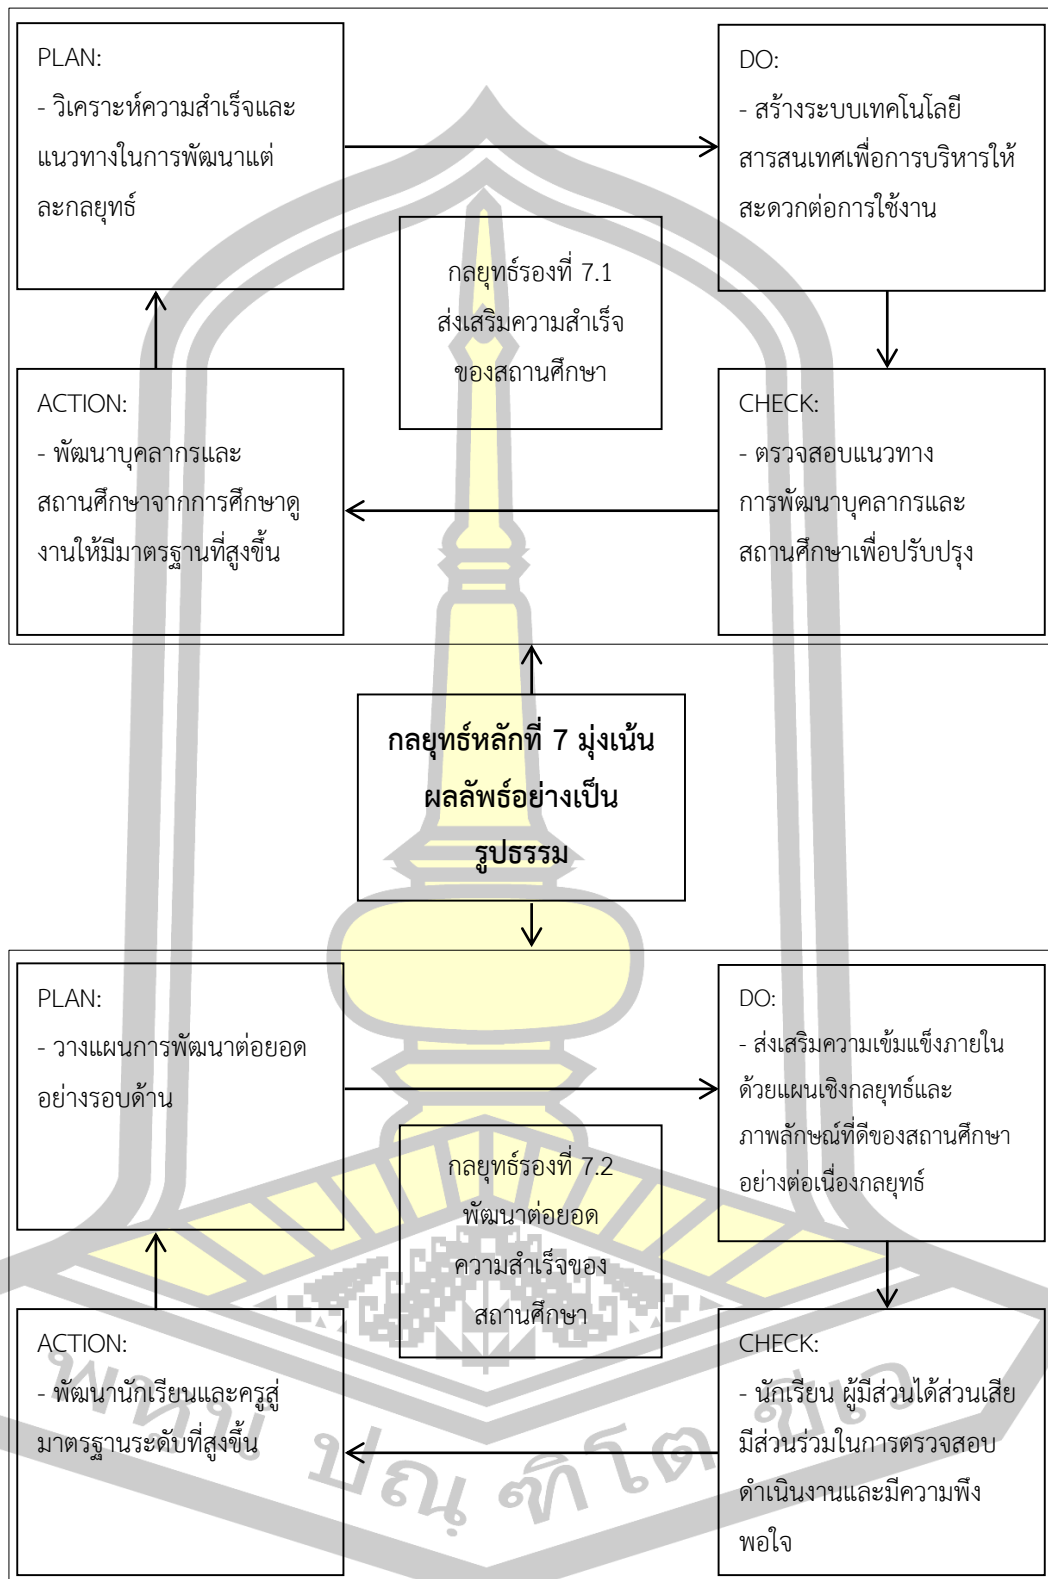 PLAN:
- วิเคราะห์ความสำเร็จและ
แนวทางในการพัฒนาแต่
ละกลยุทธ์
DO:
- สร้างระบบเทคโนโลยี
สารสนเทศเพื่อการบริหารให้
สะดวกต่อการใช้งาน
กลยุทธ์รองที่ 7.1
ส่งเสริมความสำเร็จ
ของสถานศึกษา
ACTION:
- พัฒนาบุคลากรและ
สถานศึกษาจากการศึกษาดู
งานให้มีมาตรฐานที่สูงขึ้น
CHECK:
- ตรวจสอบแนวทาง
การพัฒนาบุคลากรและ
สถานศึกษาเพื่อปรับปรุง
กลยุทธ์หลักที่ 7 มุ่งเน้น
ผลลัพธ์อย่างเป็น
รูปธรรม
PLAN:
- วางแผนการพัฒนาต่อยอด
อย่างรอบด้าน
DO:
- ส่งเสริมความเข้มแข็งภายใน
ด้วยแผนเชิงกลยุทธ์และ
ภาพลักษณ์ที่ดีของสถานศึกษา
อย่างต่อเนื่องกลยุทธ์
กลยุทธ์รองที่ 7.2
พัฒนาต่อยอด
ความสำเร็จของ
สถานศึกษา
ACTION:
- พัฒนานักเรียนและครูสู่
มาตรฐานระดับที่สูงขึ้น
CHECK:
- นักเรียน ผู้มีส่วนได้ส่วนเสีย
มีส่วนร่วมในการตรวจสอบ
ดำเนินงานและมีความพึง
พอใจ
พหูนํ ปณฺฑิโต ชีเว